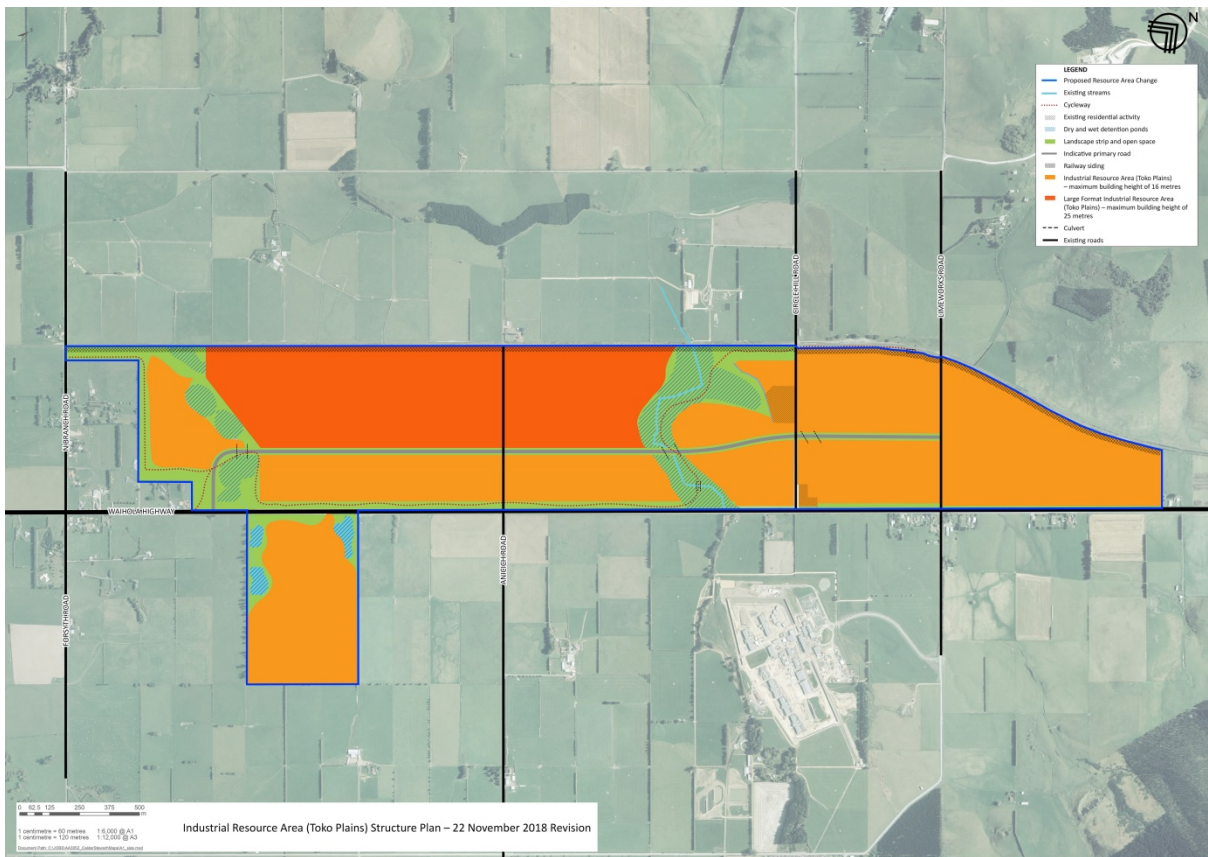 N
LEGEND
Proposed Resource Area Change
Existing streams
Cycleway
Existing residential activity
Dry and wet detention ponds
Landscape strip and open space
Indicative primary road
Railway siding
Industrial Resource Area (Toko Plains)
– maximum building height of 16 metres
Large Format Industrial Resource Area
(Toko Plains) – maximum building height of
25 metres
Culvert
Existing roads
CIRCLE HILL ROAD
LIMEWORKS ROAD
N BRANCH ROAD
WAIHOLA HIGHWAY
FORSYTH ROAD
0 62.5 125 250 375 500
m
1 centimetre = 60 metres 1:6,000 @ A1
1 centimetre = 120 metres 1:12,000 @ A3
Industrial Resource Area (Toko Plains) Structure Plan – 22 November 2018 Revision